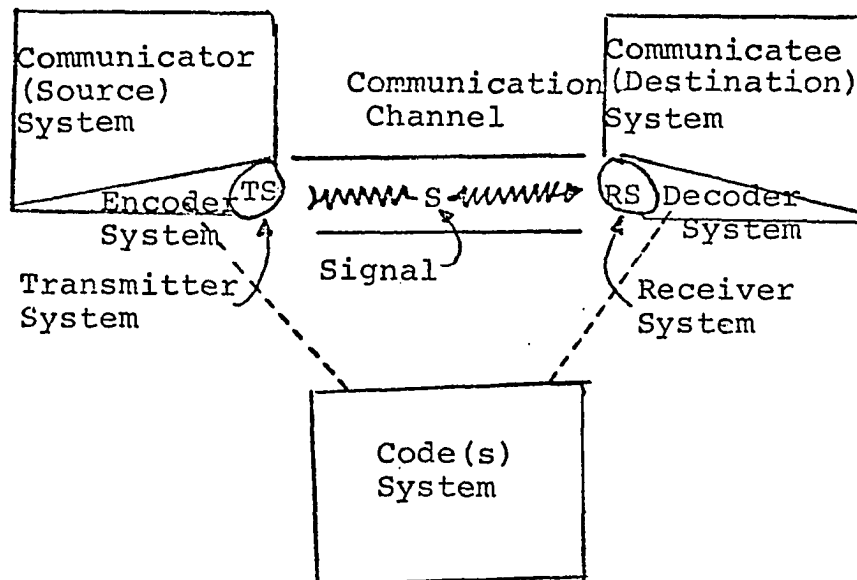 Communicator
(Source)
System
Communication
Channel
Communicatee
(Destination)
System
Encoder
System
TS
S
RS
Decoder
System
Transmitter
System
Signal
Receiver
System
Code(s)
System